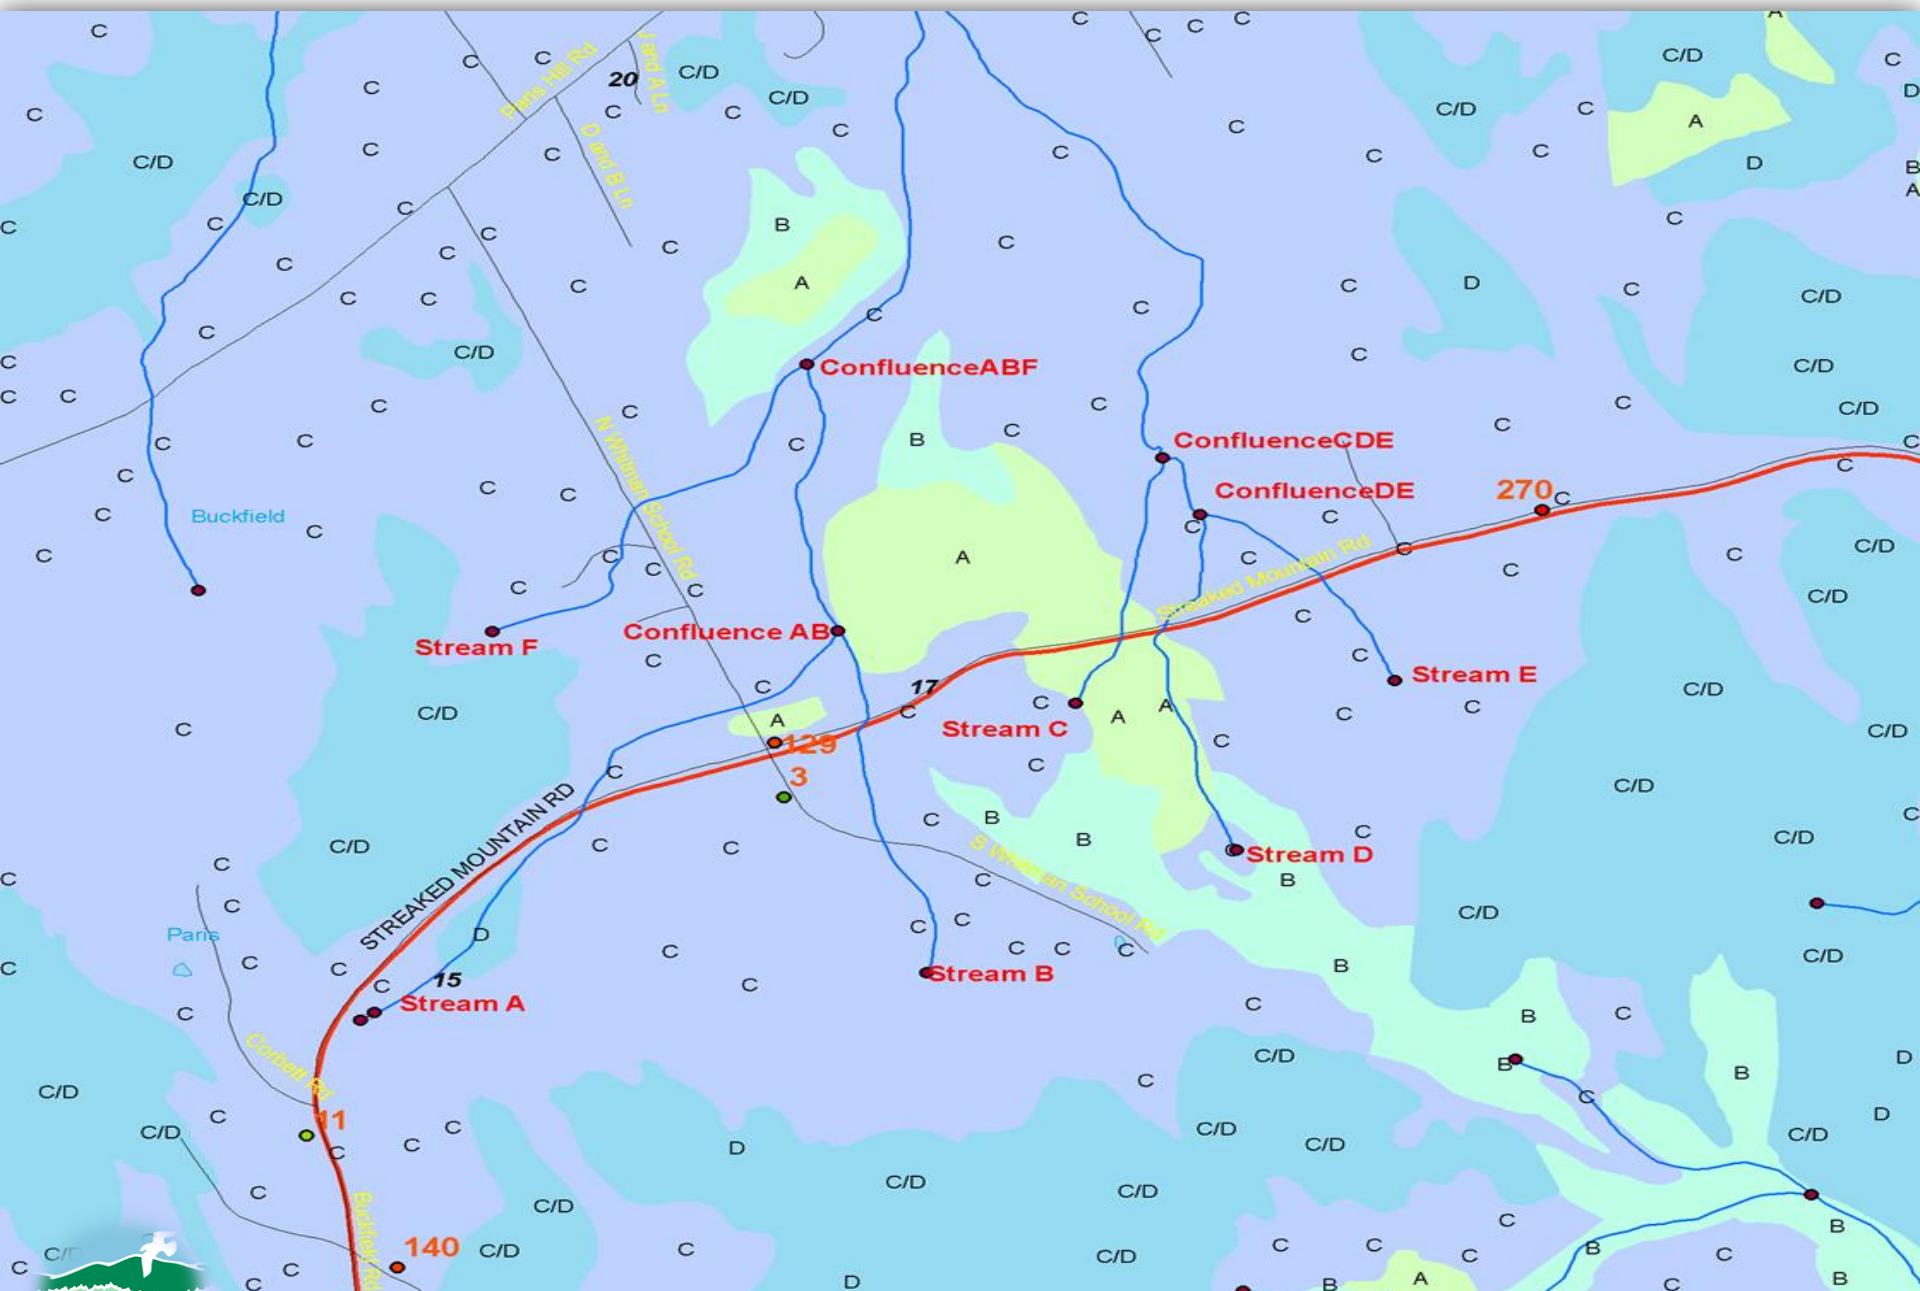 C C C C A
C C C C/D C
C C/D C/D D
J and A Ln
Paris Hill Rd
20
C C C C C/D C A
C C
C/D C C C C C D B
D and B Ln
C/D C A
C C B C C
C C C C
C C A C D C
C C C C C/D
C C C
C C/D C C/D
ConfluenceABF
C C C C C C/D
C
C C C B C C C
ConfluenceCDE
N Whitman School Rd
C C C C
ConfluenceDE
270
C
Buckfield
C C C C
C C A C C C C C/D
Streaked Mountain Rd
C C C C C/D
Stream F
Confluence AB
C
C C C
Stream E
17
C C C/D
C/D C C A A C C
Stream C
C A C C/D
129
C C C/D
3
STREAKED MOUNTAIN RD
C B C
C/D C C B C C/D
S Whitman School Rd
Stream D
C C C B
C C C C/D
Paris
D C C C C
C C C C B C/D
15
Stream B
C C
Stream A
C C B C
Corbett Rd
C/D B D
C/D C C B
C
11
C C C C/D D
C/D C C D C/D C/D
Buckfield Rd
C C/D C/D C/D C
B
140
C C/D C C/D C C C B C
C C C D B A C B